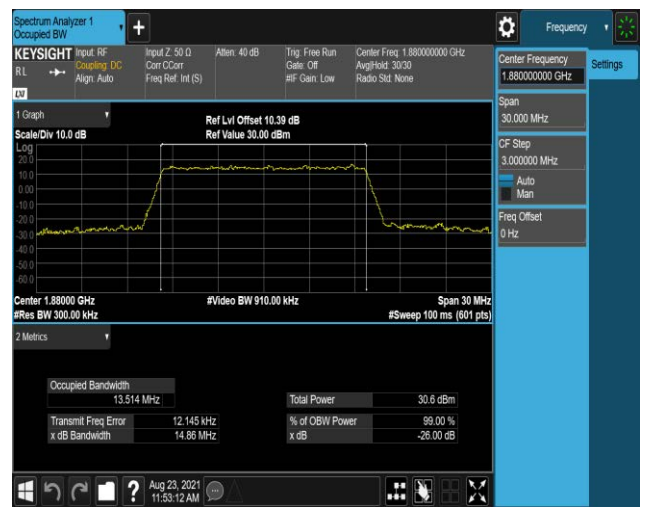 Spectrum Analyzer 1
Occupied BW
+
Frequency
KEYSIGHT
R L
LXI
Input: RF
Coupling: DC
Align: Auto
Input Z: 50 Ω
Corr CCorr
Freq Ref: Int (S)
Atten: 40 dB
Trig: Free Run
Gate: Off
#IF Gain: Low
Center Freq: 1.880000000 GHz
Avg|Hold: 30/30
Radio Std: None
Center Frequency
1.880000000 GHz
Settings
Span
30.000 MHz
CF Step
3.000000 MHz
Auto
Man
Freq Offset
0 Hz
1 Graph
Scale/Div 10.0 dB
Ref Lvl Offset 10.39 dB
Ref Value 30.00 dBm
Log
20.0
10.0
0.00
-10.0
-20.0
-30.0
-40.0
-50.0
-60.0
Center 1.88000 GHz
#Res BW 300.00 kHz
#Video BW 910.00 kHz
Span 30 MHz
#Sweep 100 ms (601 pts)
2 Metrics
Occupied Bandwidth
13.514 MHz
Total Power 30.6 dBm
Transmit Freq Error 12.145 kHz
% of OBW Power 99.00 %
x dB Bandwidth 14.86 MHz
x dB -26.00 dB
?
Aug 23, 2021
11:53:12 AM